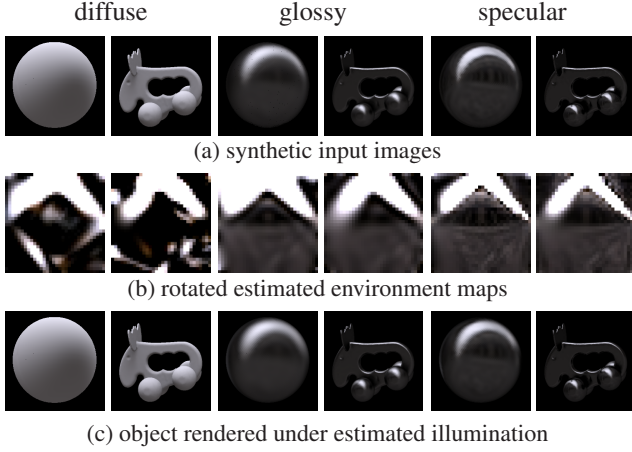 diffuse glossy specular
(a) synthetic input images
(b) rotated estimated environment maps
(c) object rendered under estimated illumination